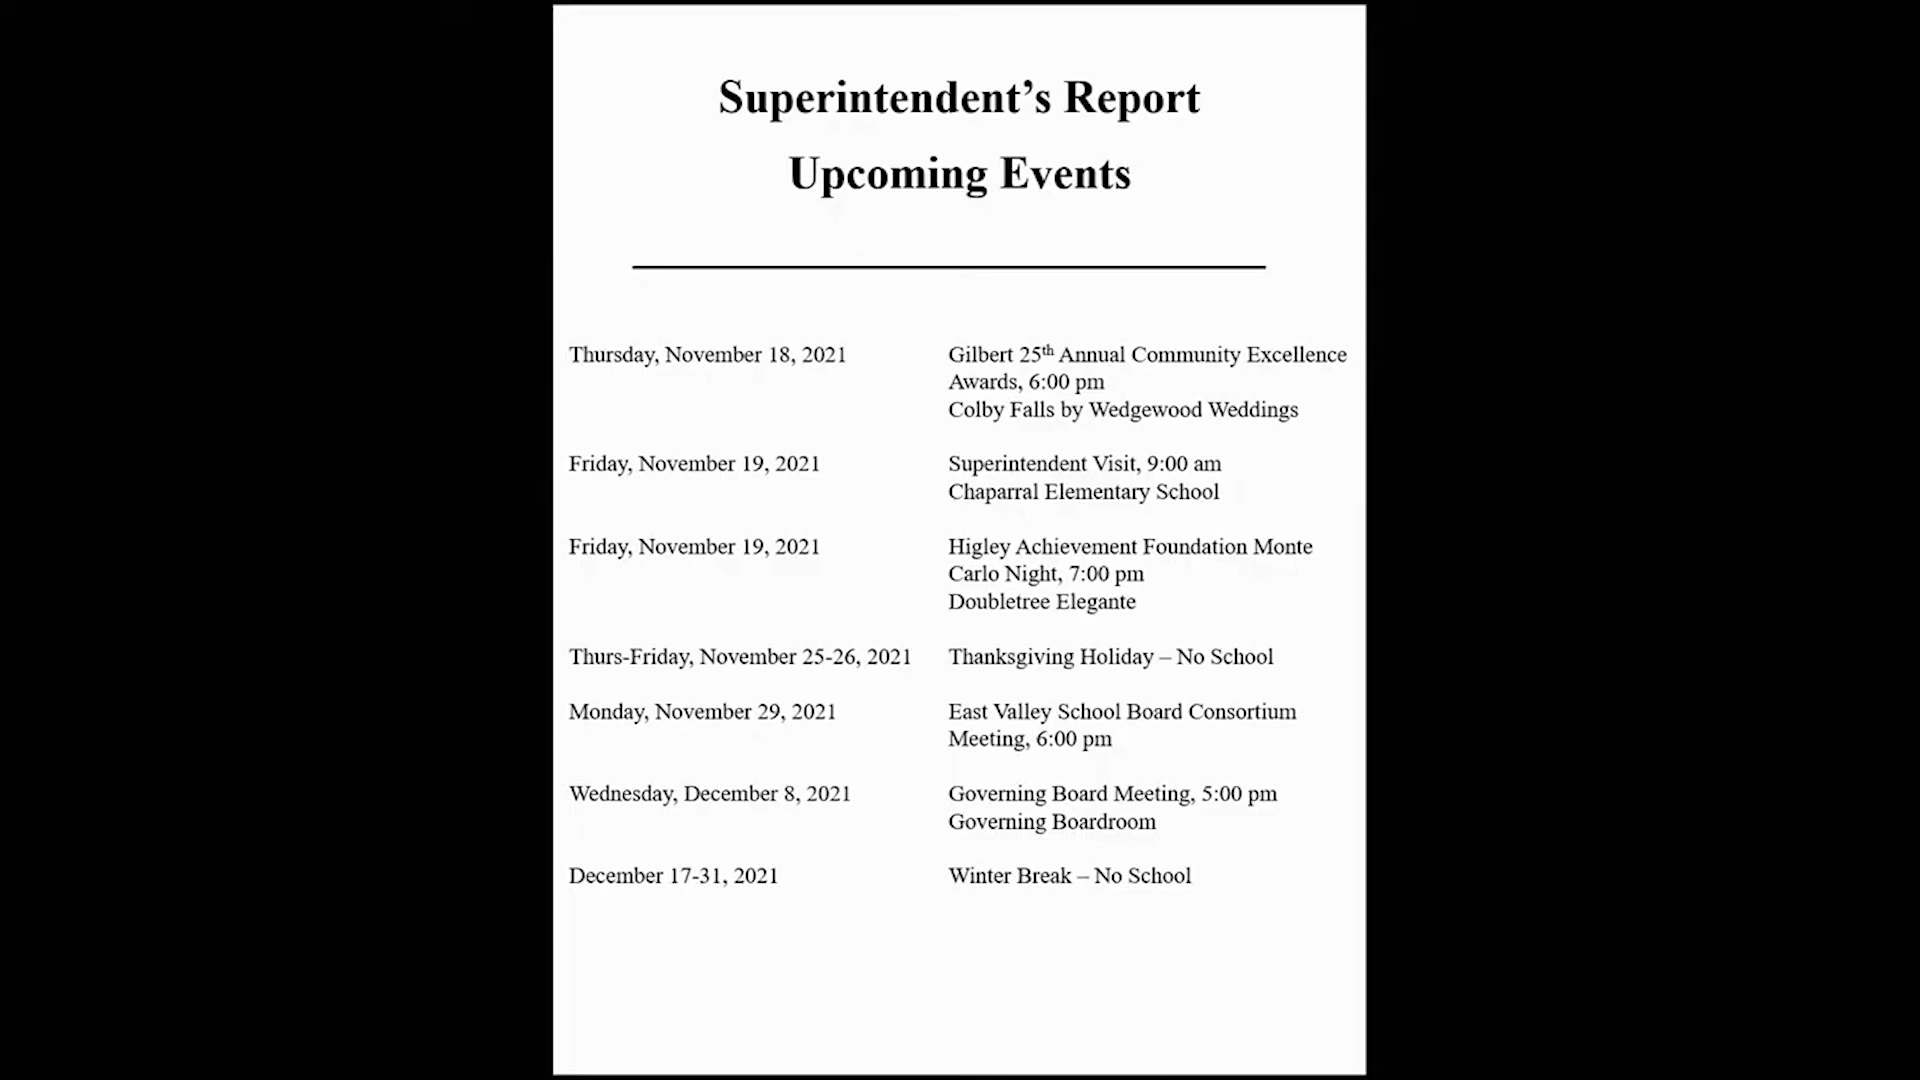 Superintendent’s Report
Upcoming Events
Thursday, November 18, 2021
Gilbert 25th Annual Community Excellence
Awards, 6:00 pm
Colby Falls by Wedgewood Weddings
Friday, November 19, 2021
Superintendent Visit, 9:00 am
Chaparral Elementary School
Friday, November 19, 2021
Higley Achievement Foundation Monte
Carlo Night, 7:00 pm
Doubletree Elegante
Thurs-Friday, November 25-26, 2021
Thanksgiving Holiday – No School
Monday, November 29, 2021
East Valley School Board Consortium
Meeting, 6:00 pm
Wednesday, December 8, 2021
Governing Board Meeting, 5:00 pm
Governing Boardroom
December 17-31, 2021
Winter Break – No School